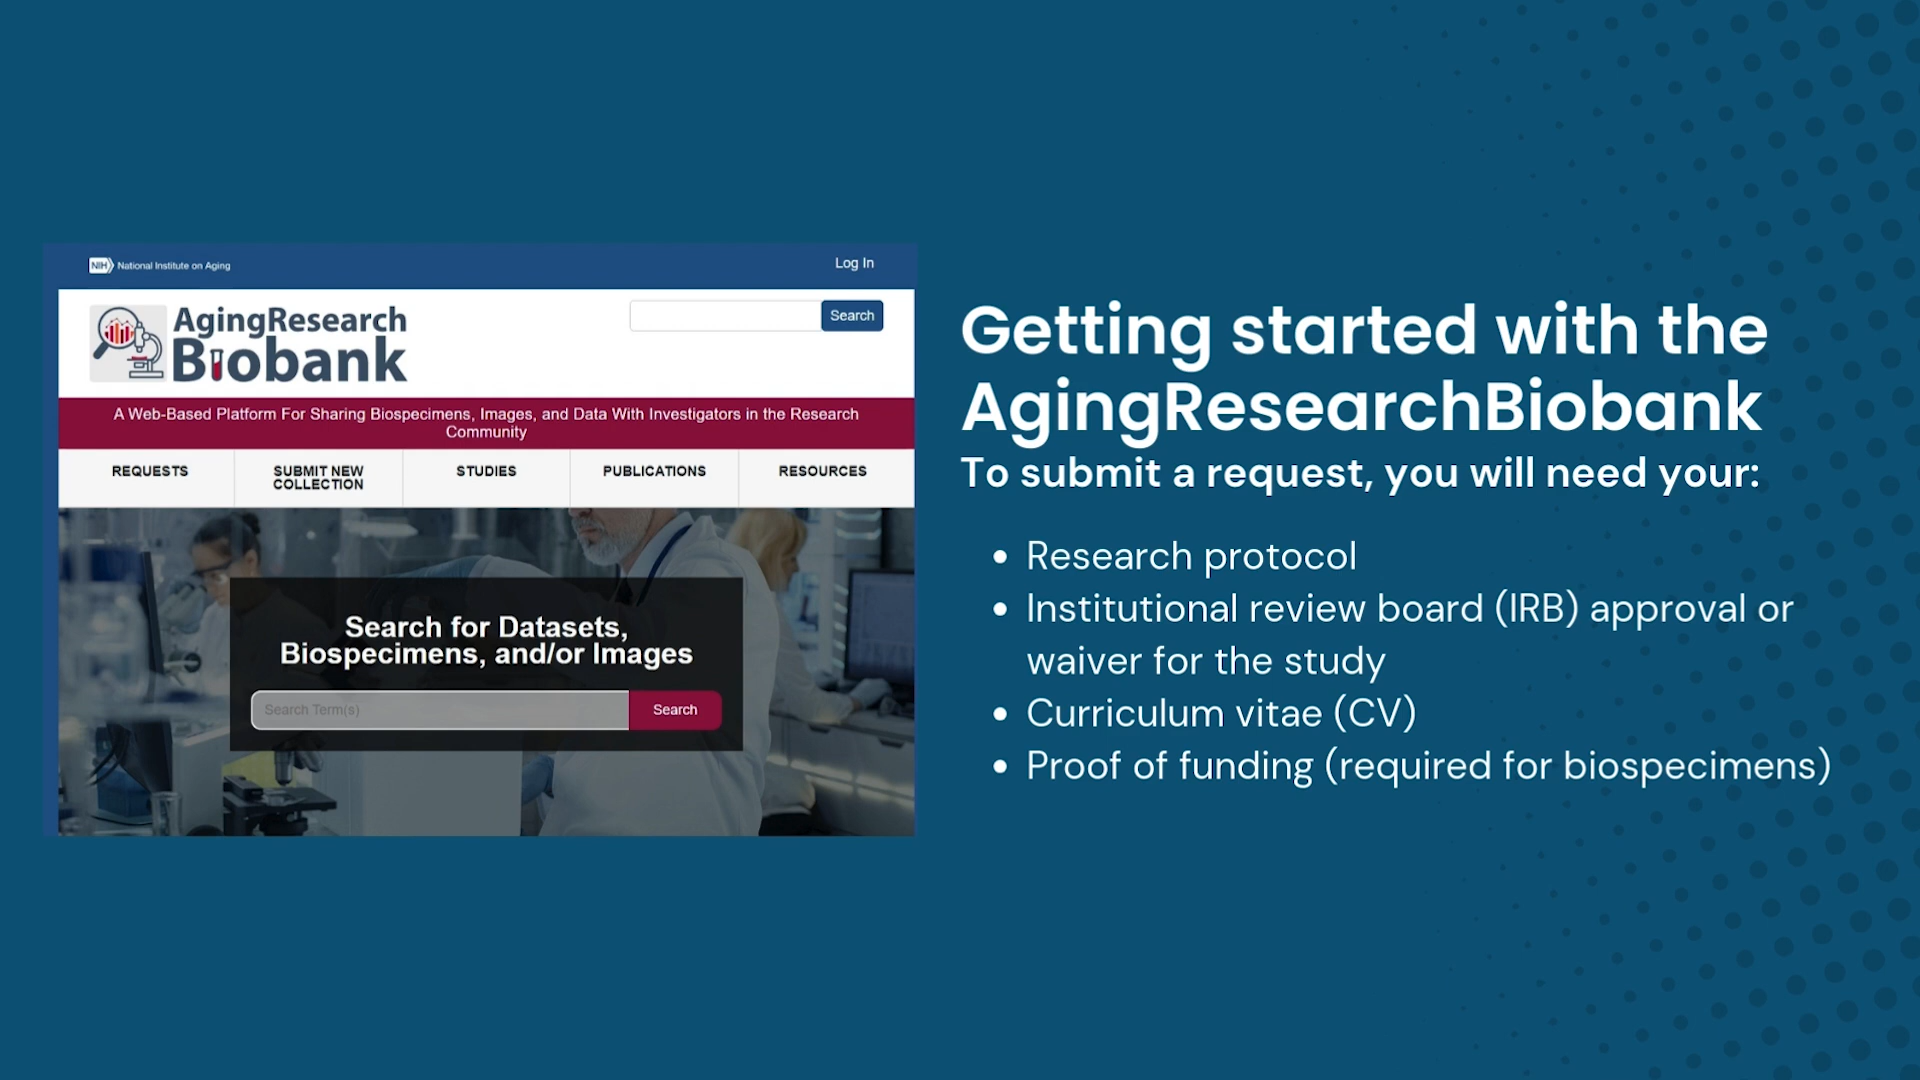 NIH National Institute on Aging
Log In
AgingResearch
Biobank
Search
A Web-Based Platform For Sharing Biospecimens, Images, and Data With Investigators in the Research
Community
REQUESTS
SUBMIT NEW
COLLECTION
STUDIES
PUBLICATIONS
RESOURCES
Search for Datasets,
Biospecimens, and/or Images
Search Term(s)
Search
Getting started with the
AgingResearchBiobank
To submit a request, you will need your:
• Research protocol
• Institutional review board (IRB) approval or
waiver for the study
• Curriculum vitae (CV)
• Proof of funding (required for biospecimens)